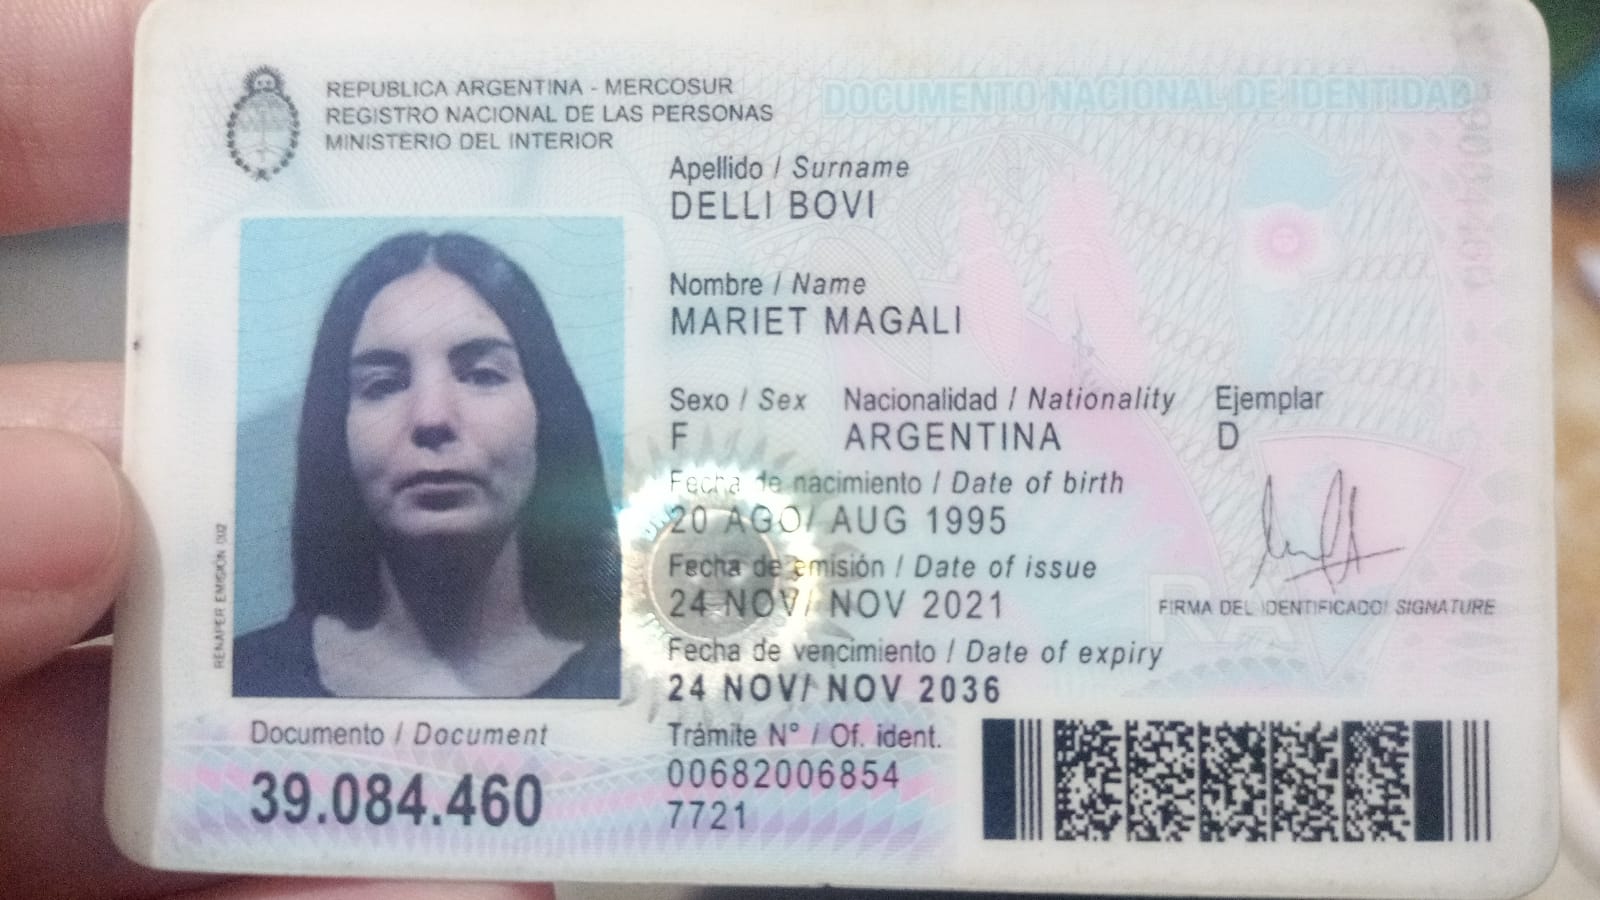 REPUBLICA ARGENTINA - MERCOSUR
REGISTRO NACIONAL DE LAS PERSONAS
MINISTERIO DEL INTERIOR
DOCUMENTO NACIONAL DE IDENTIDAD
Apellido / Surname
DELLI BOVI
Nombre / Name
MARIET MAGALI
Sexo / Sex Nacionalidad / Nationality Ejemplar
F ARGENTINA D
Fecha de nacimiento / Date of birth
20 AGO/ AUG 1995
Fecha de emisión / Date of issue
24 NOV/ NOV 2021
FIRMA DEL IDENTIFICADO/ SIGNATURE
Fecha de vencimiento / Date of expiry
24 NOV/ NOV 2036
RENAPER EMISION 002
Documento / Document
39.084.460
Trámite N° / Of. ident.
00682006854
7721
RA